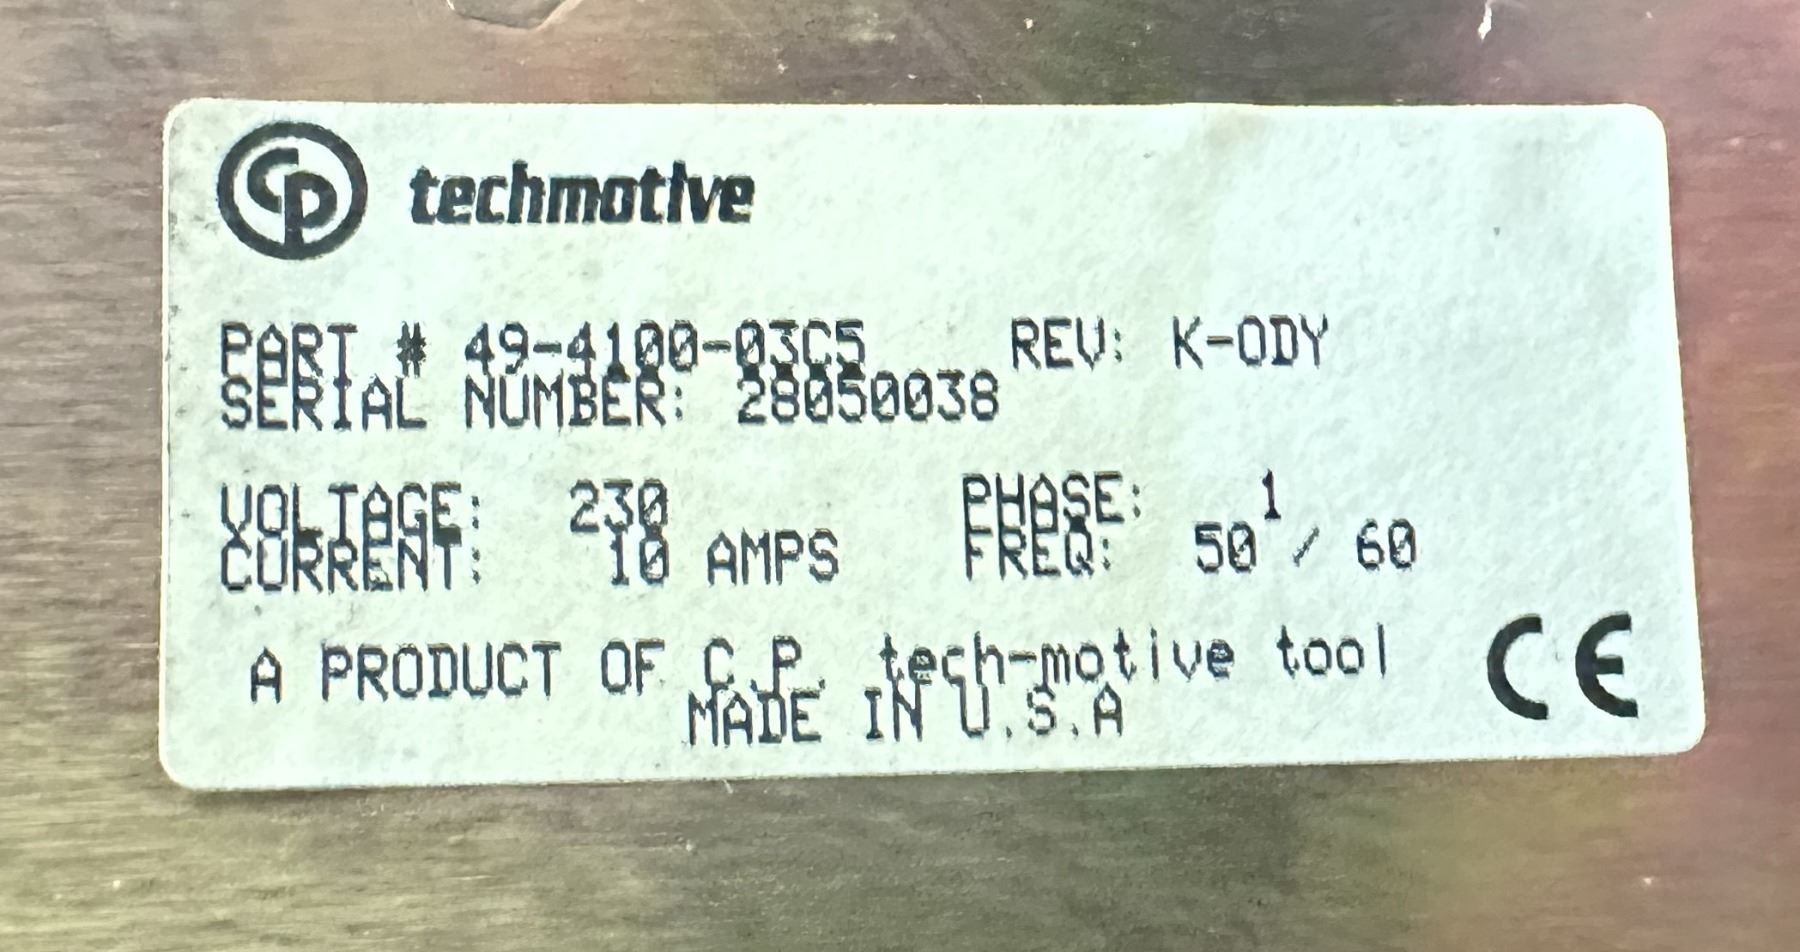 CP techmotive
PART # 49-4100-03C5 REV: K-ODY
SERIAL NUMBER: 28050038
VOLTAGE: 230 PHASE: 1
CURRENT: 10 AMPS FREQ: 50 / 60
A PRODUCT OF C.P. tech-motive tool
MADE IN U.S.A
CE